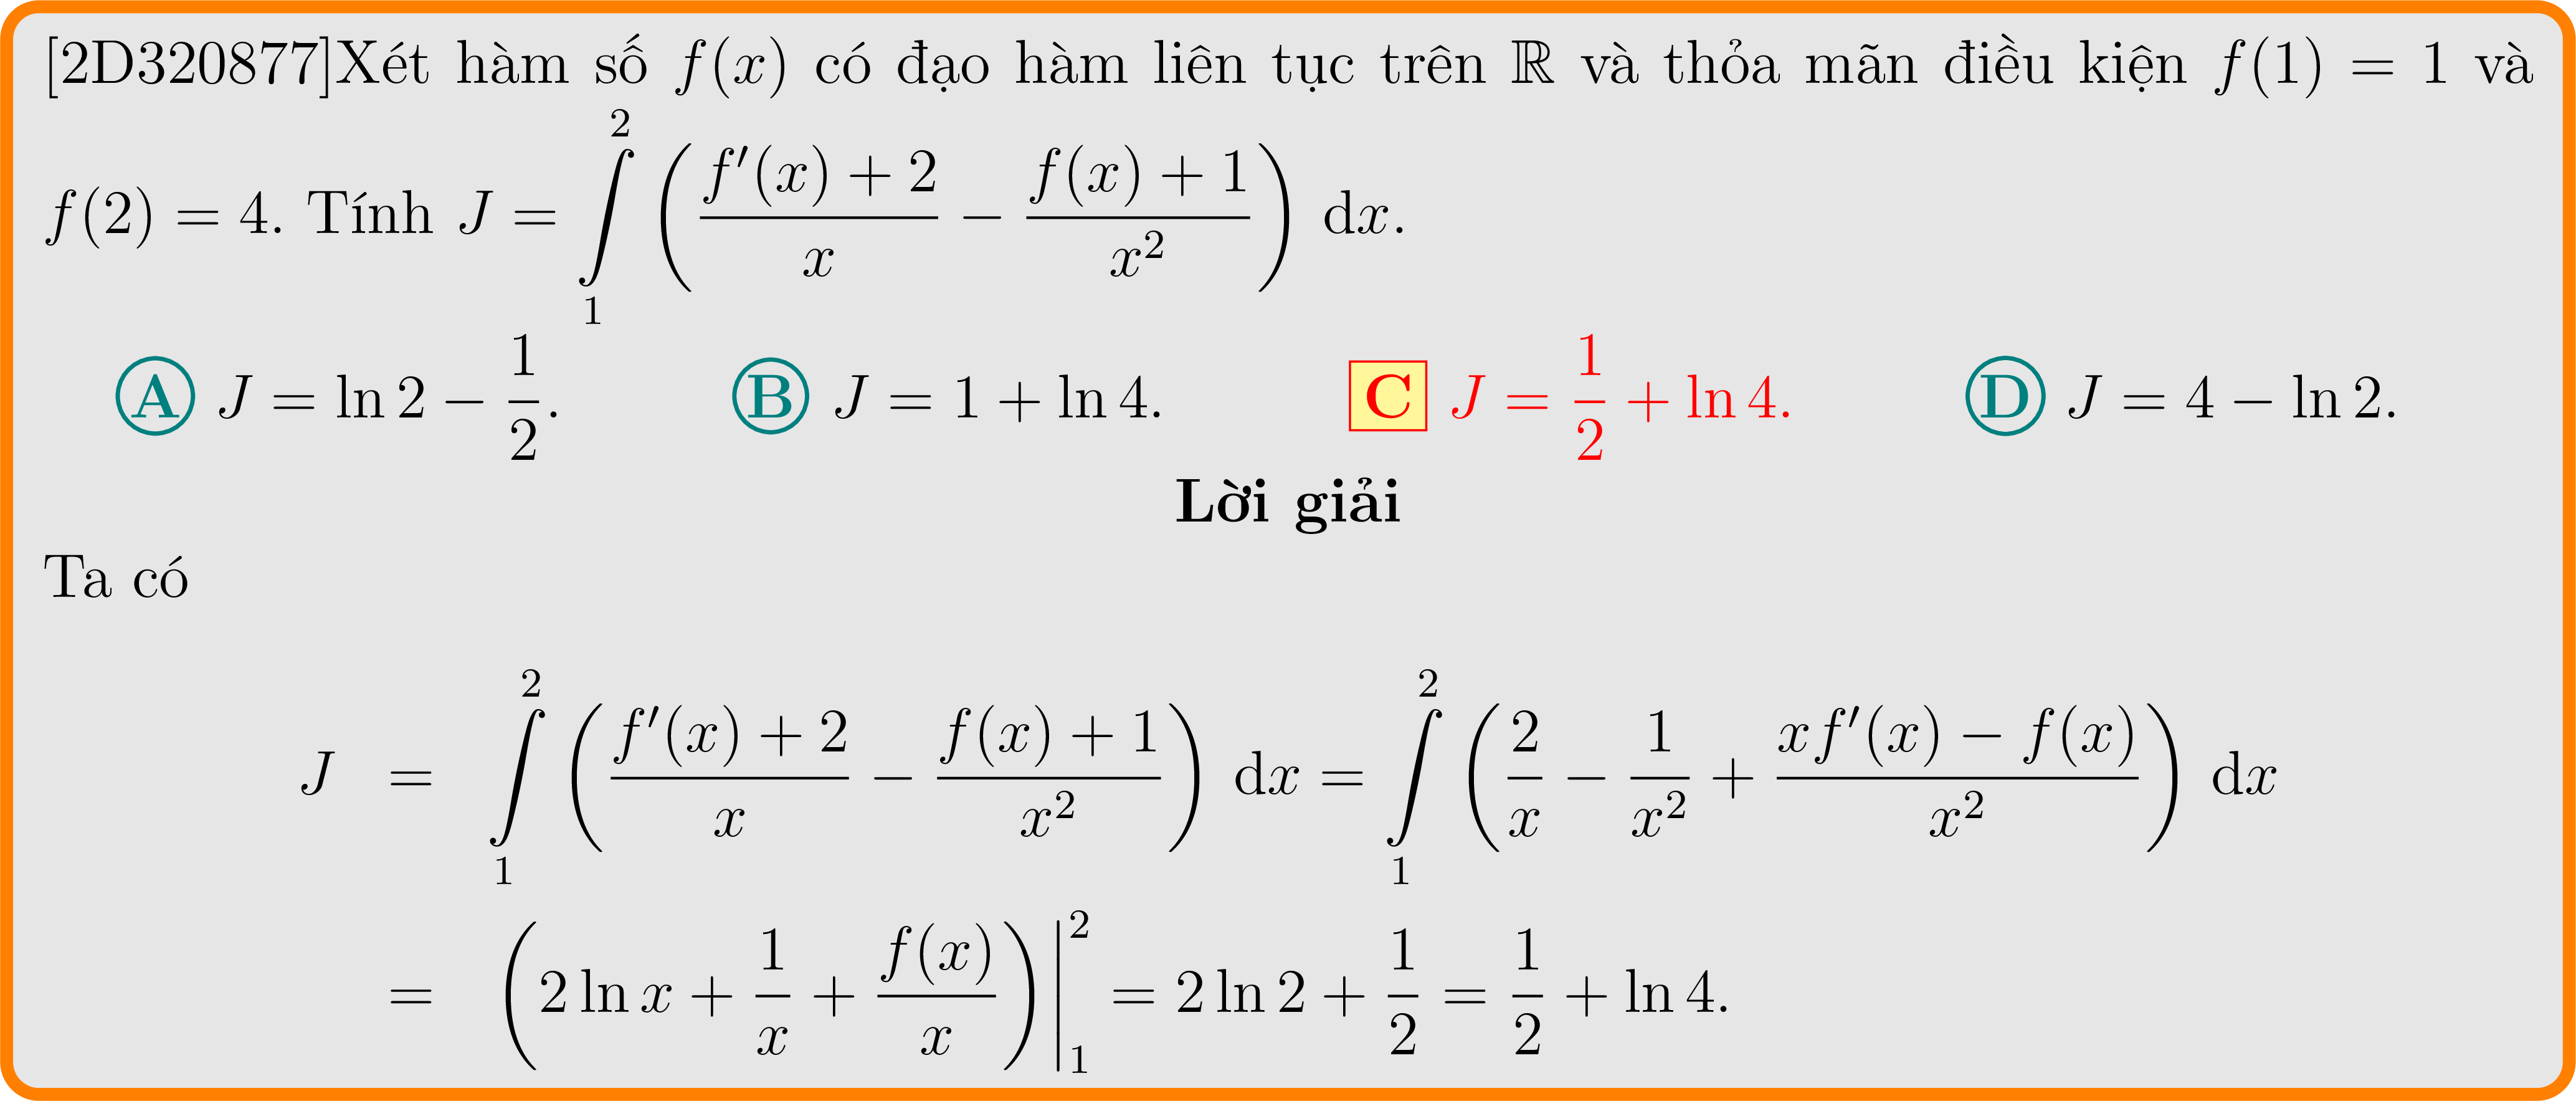 [2D320877]Xét hàm số $f(x)$ có đạo hàm liên tục trên $\mathbb{R}$ và thỏa mãn điều kiện $f(1) = 1$ và
$f(2) = 4$. Tính $J = \int\limits_1^2 \left( \frac{f'(x)+2}{x} - \frac{f(x)+1}{x^2} \right) \mathrm{d}x$.
A $J = \ln 2 - \frac{1}{2}$. B $J = 1 + \ln 4$. C $J = \frac{1}{2} + \ln 4$. D $J = 4 - \ln 2$.
Lời giải
Ta có
$J = \int\limits_1^2 \left( \frac{f'(x)+2}{x} - \frac{f(x)+1}{x^2} \right) \mathrm{d}x = \int\limits_1^2 \left( \frac{2}{x} - \frac{1}{x^2} + \frac{xf'(x) - f(x)}{x^2} \right) \mathrm{d}x$
$= \left( 2\ln x + \frac{1}{x} + \frac{f(x)}{x} \right) \Big|_1^2 = 2\ln 2 + \frac{1}{2} = \frac{1}{2} + \ln 4.$